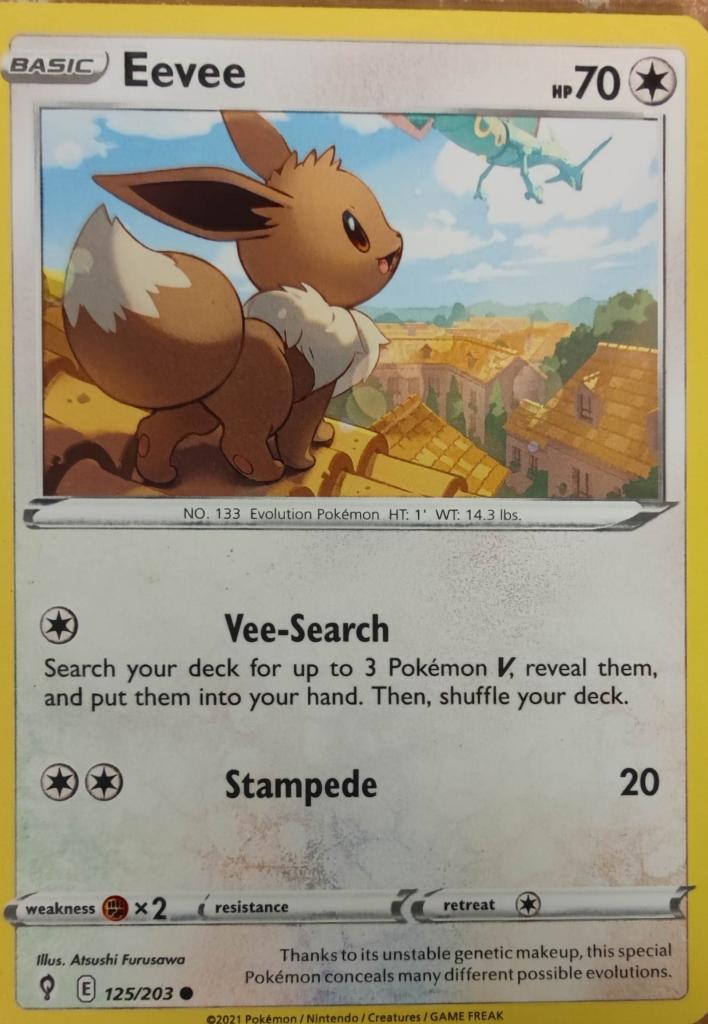 BASIC Eevee HP 70
NO. 133 Evolution Pokémon HT: 1' WT: 14.3 lbs.
Vee-Search
Search your deck for up to 3 Pokémon V, reveal them,
and put them into your hand. Then, shuffle your deck.
Stampede 20
weakness ×2 resistance retreat
Illus. Atsushi Furusawa
Thanks to its unstable genetic makeup, this special
Pokémon conceals many different possible evolutions.
E 125/203 ●
©2021 Pokémon / Nintendo / Creatures / GAME FREAK